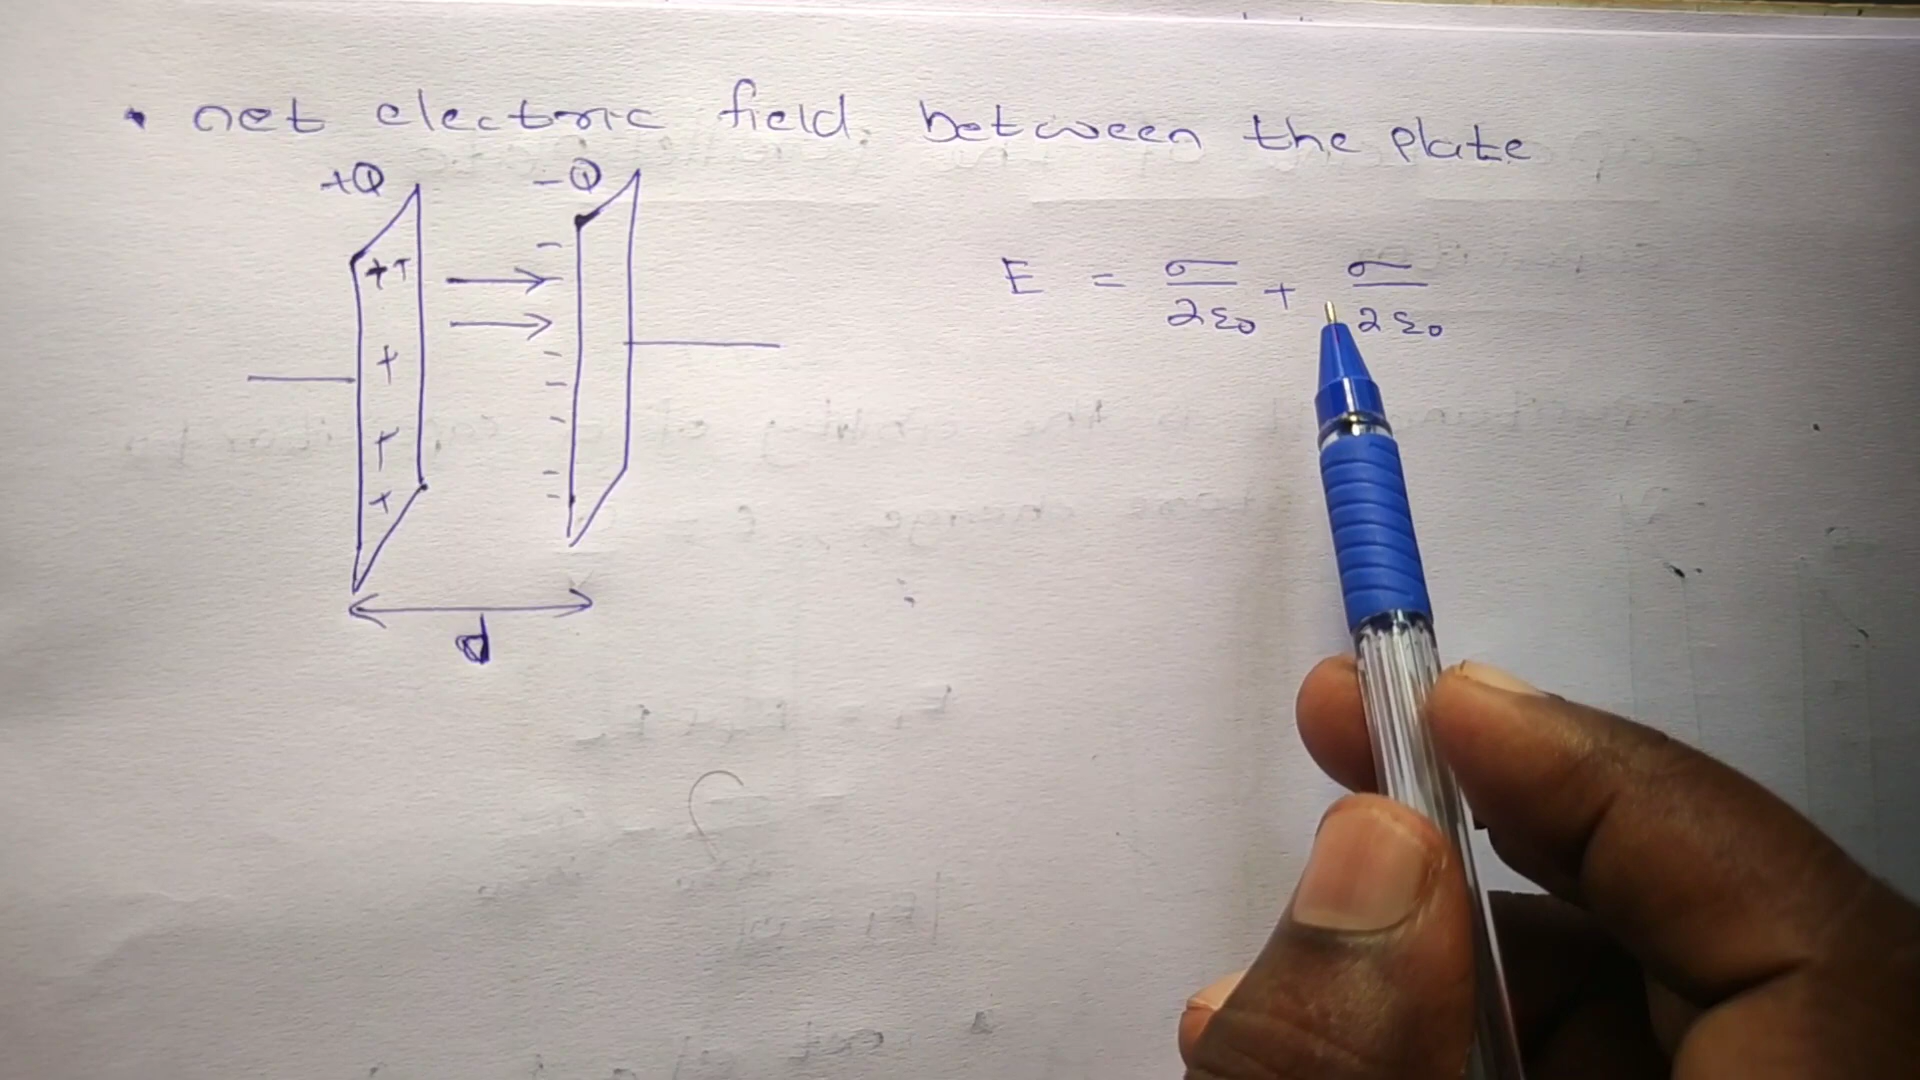 • net electric field. between the plate
+Q
-Q
+ +
+
+
+
- - - - - - - -
E = σ/2ε₀ + σ/2ε₀
d